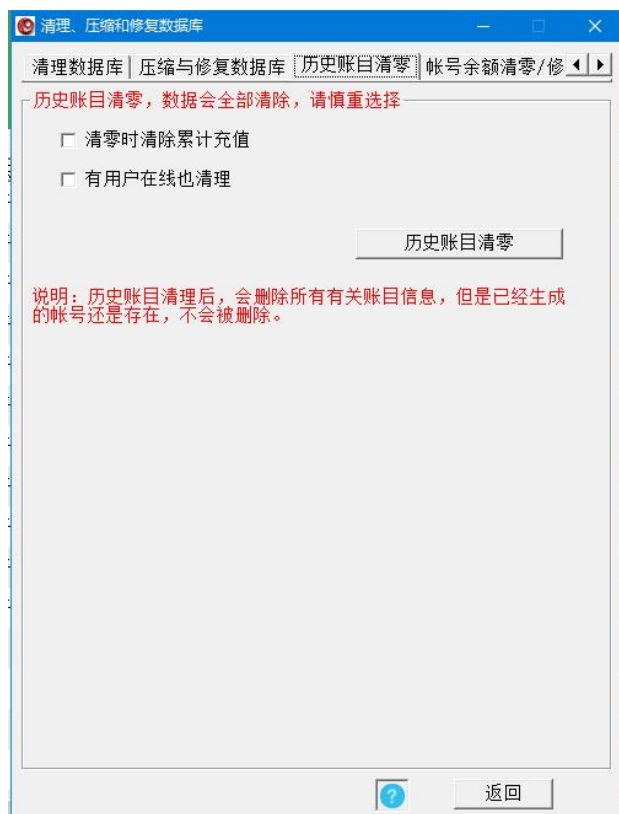 清理、压缩和修复数据库
清理数据库 压缩与修复数据库 历史账目清零 帐号余额清零/修
历史账目清零，数据会全部清除，请慎重选择
清零时清除累计充值
有用户在线也清理
历史账目清零
说明：历史账目清理后，会删除所有有关账目信息，但是已经生成
的帐号还是存在，不会被删除。
?
返回